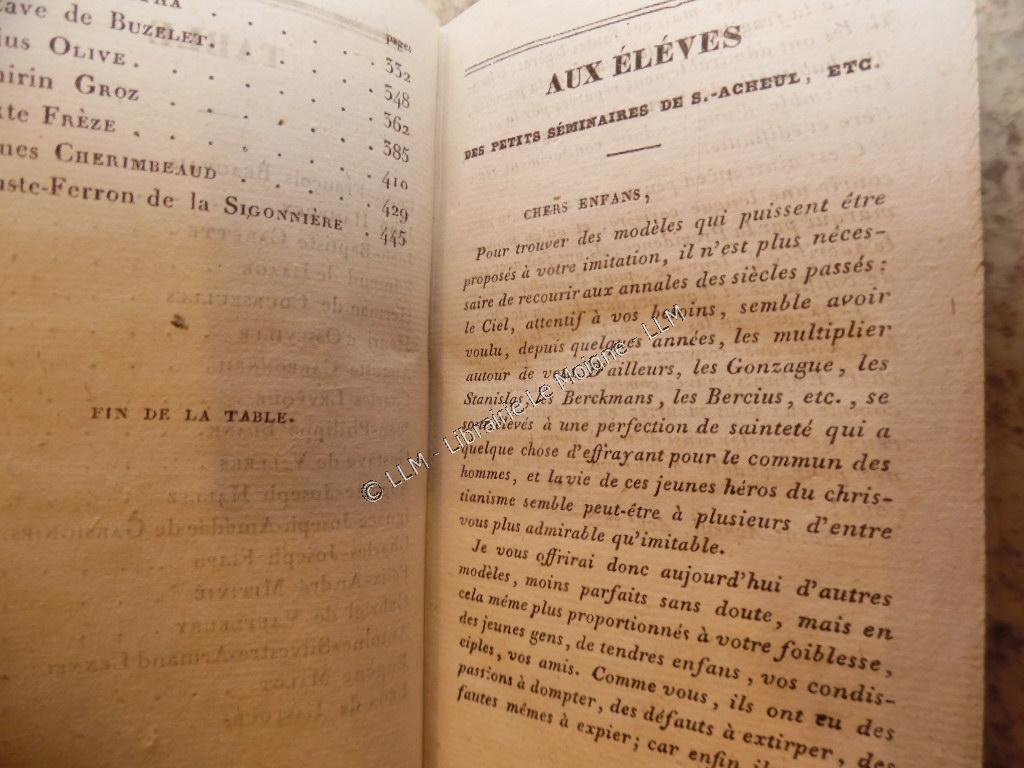 pages
ave de Buzelet. 332
ius Olive. 348
irin Groz 362
te Frèze 385
ues Cherimbeaud 410
uste-Ferron de la Sigonnière 429
445
FIN DE LA TABLE.
AUX ÉLÉVES
DES PETITS SÉMINAIRES DE S.-ACHEUL, ETC.
CHERS ENFANS,
Pour trouver des modèles qui puissent étre
proposés à votre imitation, il n'est plus néces-
saire de recourir aux annales des siècles passés :
le Ciel, attentif à vos besoins, semble avoir
voulu, depuis quelques années, les multiplier
autour de vous. D'ailleurs, les Gonzague, les
Stanislas, les Berckmans, les Bercius, etc., se
sont élevés à une perfection de sainteté qui a
quelque chose d'effrayant pour le commun des
hommes, et la vie de ces jeunes héros du chris-
tianisme semble peut-étre à plusieurs d'entre
vous plus admirable qu'imitable.
Je vous offrirai donc aujourd'hui d'autres
modèles, moins parfaits sans doute, mais en
cela même plus proportionnés à votre foiblesse,
des jeunes gens, de tendres enfans, vos condis-
ciples, vos amis. Comme vous, ils ont eu des
passions à dompter, des défauts à extirper, des
fautes mêmes à expier; car enfin
© LLM - Librairie Le Moigne - LLM